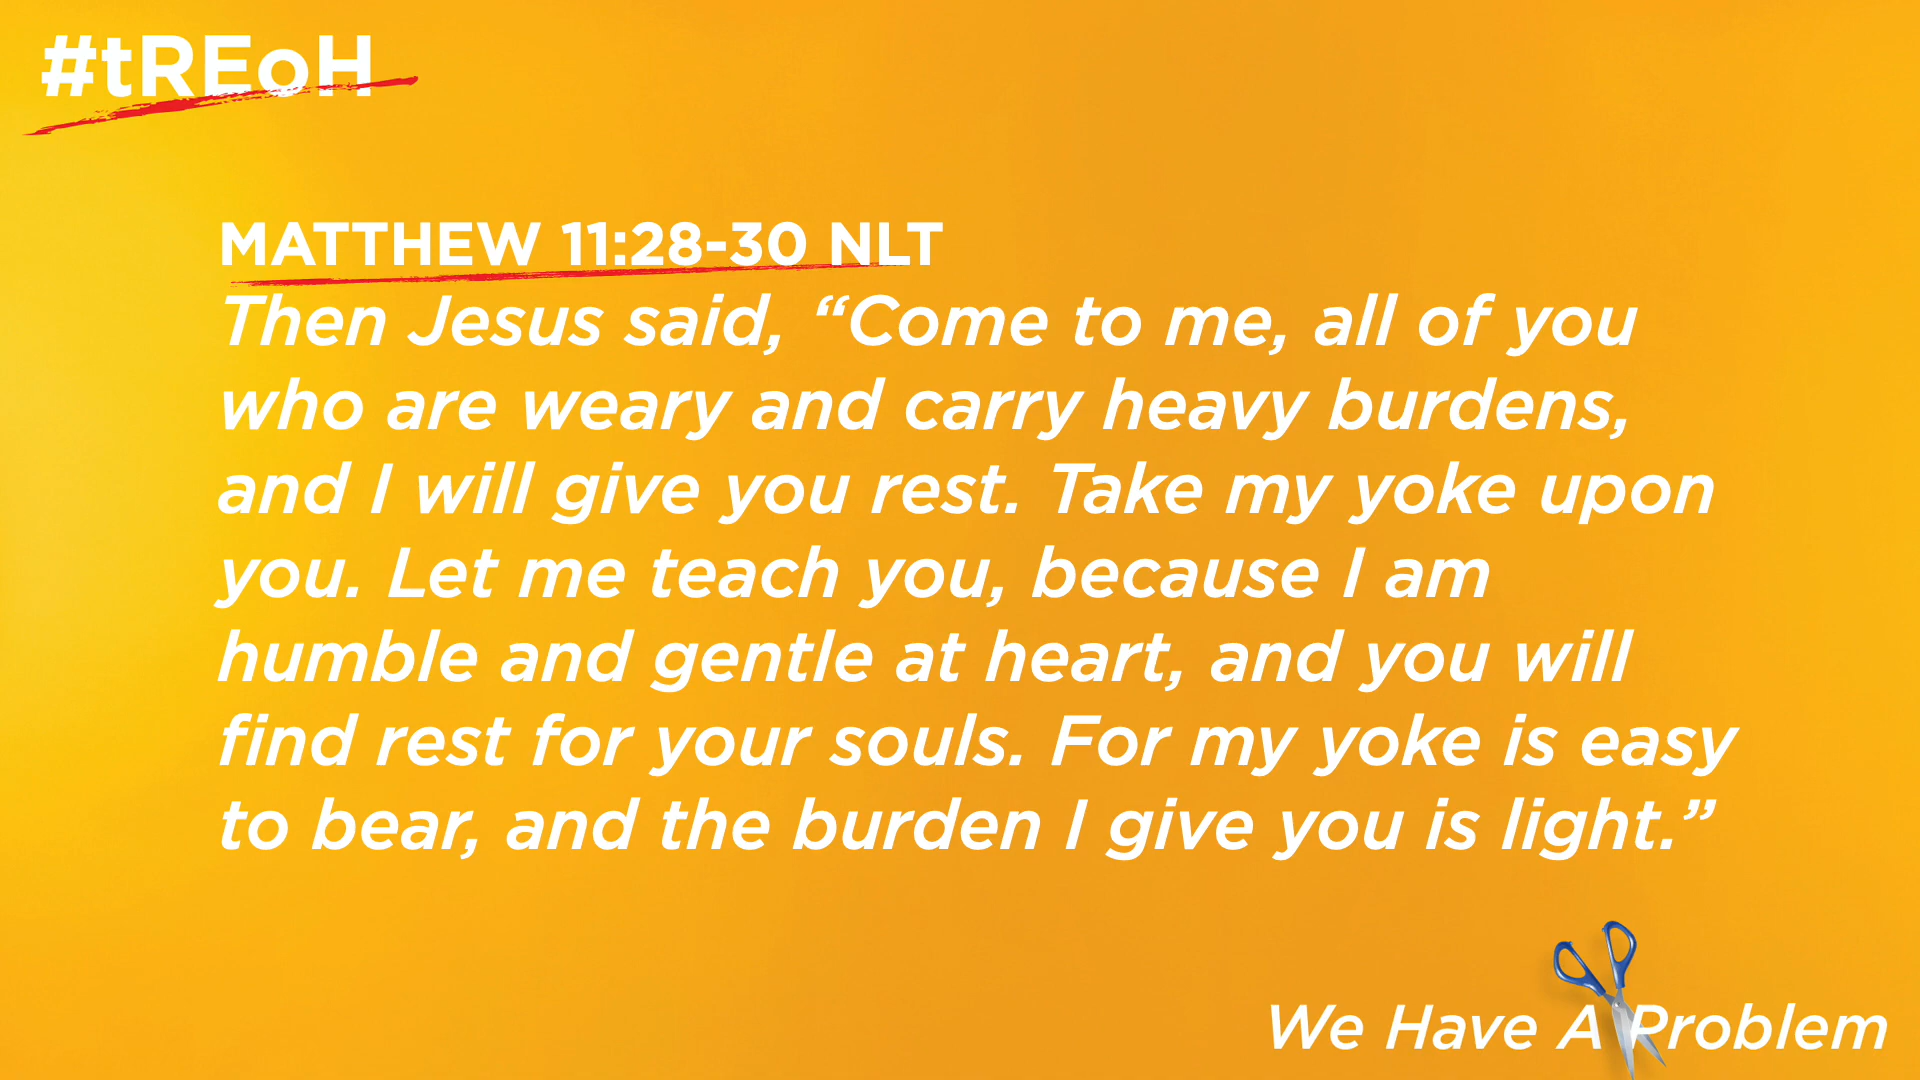 #tREoH
MATTHEW 11:28-30 NLT
Then Jesus said, “Come to me, all of you
who are weary and carry heavy burdens,
and I will give you rest. Take my yoke upon
you. Let me teach you, because I am
humble and gentle at heart, and you will
find rest for your souls. For my yoke is easy
to bear, and the burden I give you is light.”
We Have A Problem